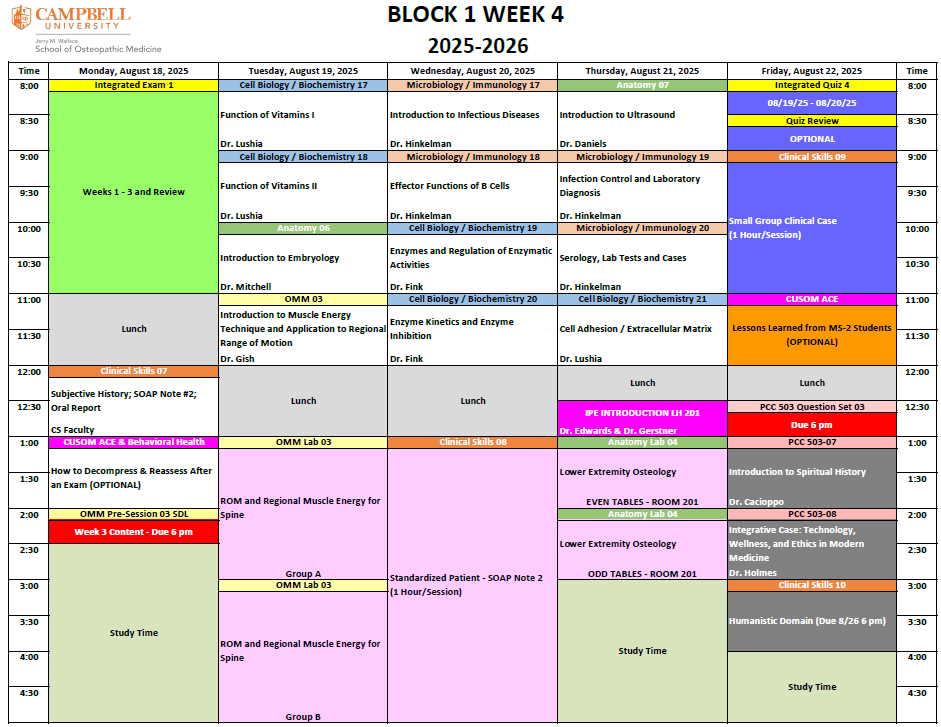 CAMPBELL
UNIVERSITY
Jerry M. Wallace
School of Osteopathic Medicine
BLOCK 1 WEEK 4
2025-2026
Time
Monday, August 18, 2025
Tuesday, August 19, 2025
Wednesday, August 20, 2025
Thursday, August 21, 2025
Friday, August 22, 2025
Time
8:00
8:30
9:00
9:30
10:00
10:30
11:00
11:30
12:00
12:30
1:00
1:30
2:00
2:30
3:00
3:30
4:00
4:30
Integrated Exam 1
Weeks 1 - 3 and Review
Lunch
Clinical Skills 07
Subjective History; SOAP Note #2;
Oral Report
CS Faculty
CUSOM ACE & Behavioral Health
How to Decompress & Reassess After
an Exam (OPTIONAL)
OMM Pre-Session 03 SDL
Week 3 Content - Due 6 pm
Study Time
Cell Biology / Biochemistry 17
Function of Vitamins I
Dr. Lushia
Cell Biology / Biochemistry 18
Function of Vitamins II
Dr. Lushia
Anatomy 06
Introduction to Embryology
Dr. Mitchell
OMM 03
Introduction to Muscle Energy
Technique and Application to Regional
Range of Motion
Dr. Gish
Lunch
OMM Lab 03
ROM and Regional Muscle Energy for
Spine
Group A
OMM Lab 03
ROM and Regional Muscle Energy for
Spine
Group B
Microbiology / Immunology 17
Introduction to Infectious Diseases
Dr. Hinkelman
Microbiology / Immunology 18
Effector Functions of B Cells
Dr. Hinkelman
Cell Biology / Biochemistry 19
Enzymes and Regulation of Enzymatic
Activities
Dr. Fink
Cell Biology / Biochemistry 20
Enzyme Kinetics and Enzyme
Inhibition
Dr. Fink
Lunch
Clinical Skills 08
Standardized Patient - SOAP Note 2
(1 Hour/Session)
Anatomy 07
Introduction to Ultrasound
Dr. Daniels
Microbiology / Immunology 19
Infection Control and Laboratory
Diagnosis
Dr. Hinkelman
Microbiology / Immunology 20
Serology, Lab Tests and Cases
Dr. Hinkelman
Cell Biology / Biochemistry 21
Cell Adhesion / Extracellular Matrix
Dr. Lushia
Lunch
IPE INTRODUCTION LH 201
Dr. Edwards & Dr. Gerstner
Anatomy Lab 04
Lower Extremity Osteology
EVEN TABLES - ROOM 201
Anatomy Lab 04
Lower Extremity Osteology
ODD TABLES - ROOM 201
Study Time
Integrated Quiz 4
08/19/25 - 08/20/25
Quiz Review
OPTIONAL
Clinical Skills 09
Small Group Clinical Case
(1 Hour/Session)
CUSOM ACE
Lessons Learned from MS-2 Students
(OPTIONAL)
Lunch
PCC 503 Question Set 03
Due 6 pm
PCC 503-07
Introduction to Spiritual History
Dr. Cacioppo
PCC 503-08
Integrative Case: Technology,
Wellness, and Ethics in Modern
Medicine
Dr. Holmes
Clinical Skills 10
Humanistic Domain (Due 8/26 6 pm)
Study Time
8:00
8:30
9:00
9:30
10:00
10:30
11:00
11:30
12:00
12:30
1:00
1:30
2:00
2:30
3:00
3:30
4:00
4:30